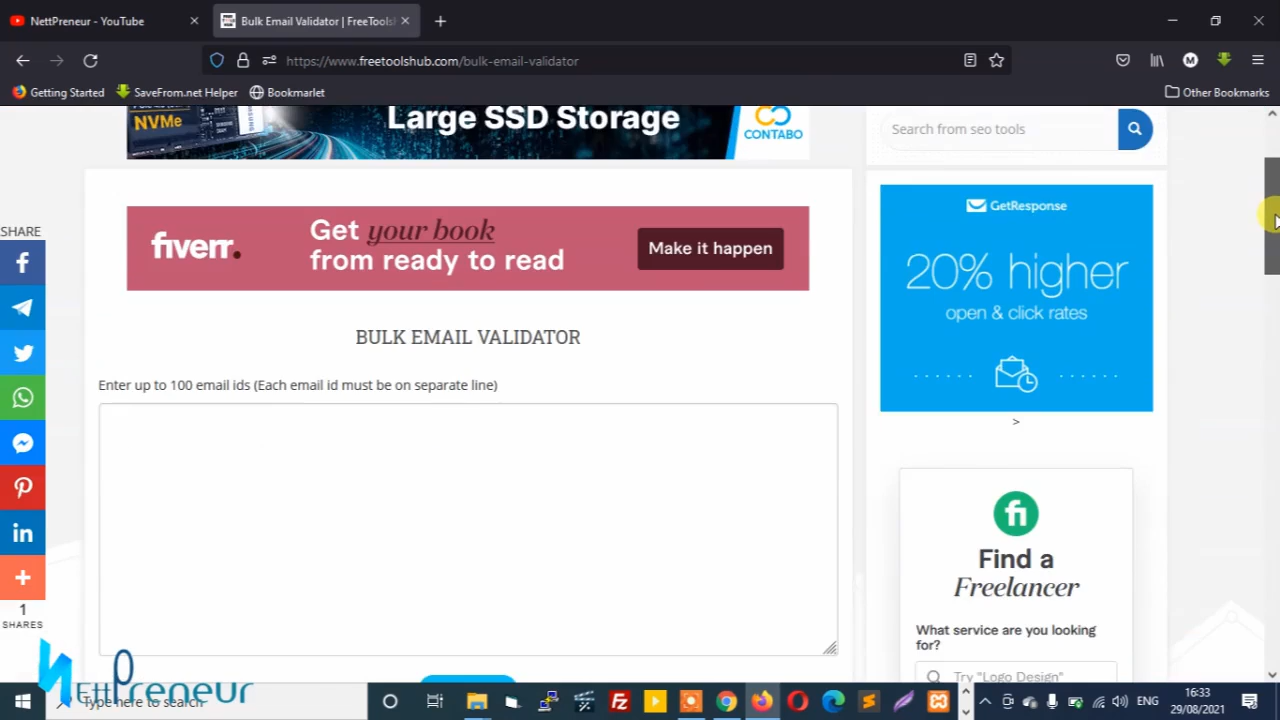 NettPreneur - YouTube
Bulk Email Validator | FreeToolsH
https://www.freetoolshub.com/bulk-email-validator
Getting Started
SaveFrom.net Helper
Bookmarlet
Other Bookmarks
NVMe
Large SSD Storage
CONTABO
Search from seo tools
SHARE
fiverr.
Get your book
from ready to read
Make it happen
GetResponse
20% higher
open & click rates
>
BULK EMAIL VALIDATOR
Enter up to 100 email ids (Each email id must be on separate line)
fi
Find a
Freelancer
What service are you looking
for?
Try "Logo Design"
1
SHARES
NettPreneur
Type here to search
ENG
16:33
29/08/2021